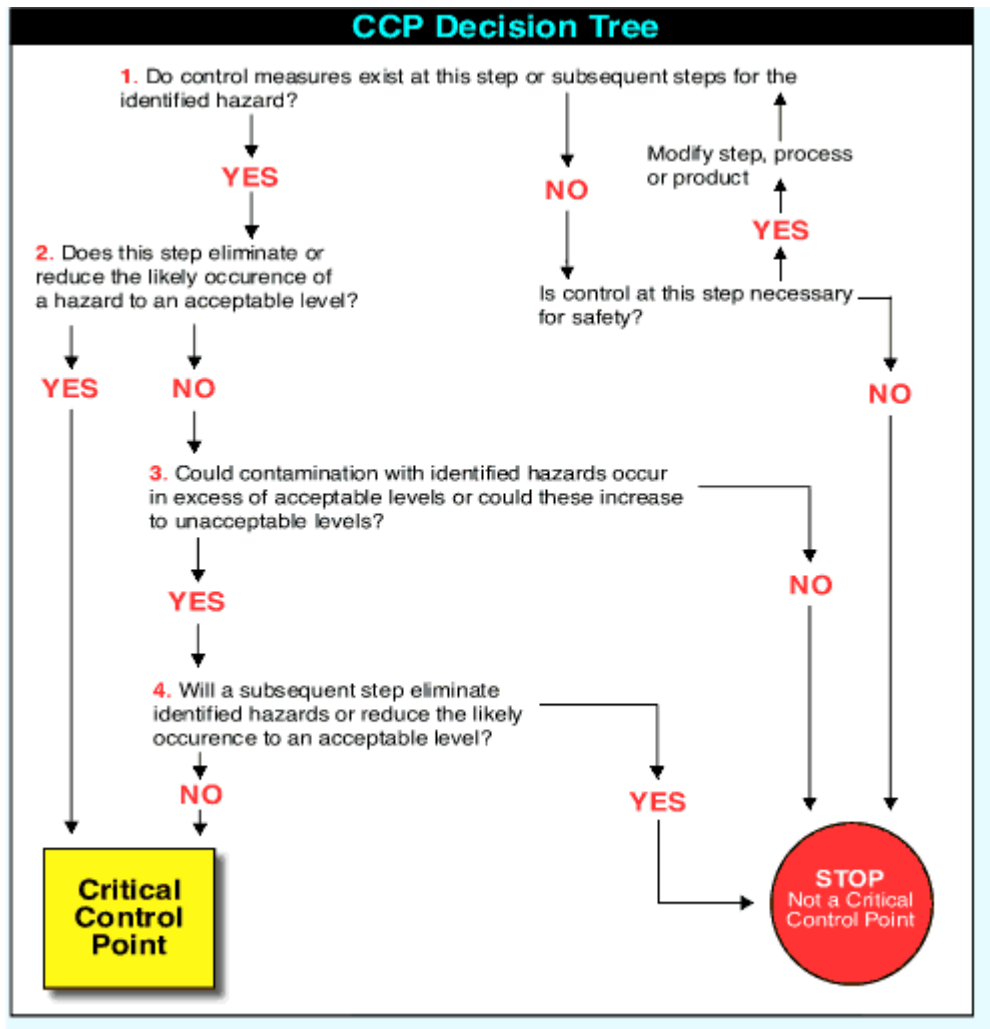 CCP Decision Tree
1. Do control measures exist at this step or subsequent steps for the
identified hazard?
YES
NO
Modify step, process
or product
YES
2. Does this step eliminate or
reduce the likely occurence of
a hazard to an acceptable level?
Is control at this step necessary
for safety?
YES
NO
NO
3. Could contamination with identified hazards occur
in excess of acceptable levels or could these increase
to unacceptable levels?
NO
YES
4. Will a subsequent step eliminate
identified hazards or reduce the likely
occurence to an acceptable level?
NO
YES
Critical
Control
Point
STOP
Not a Critical
Control Point